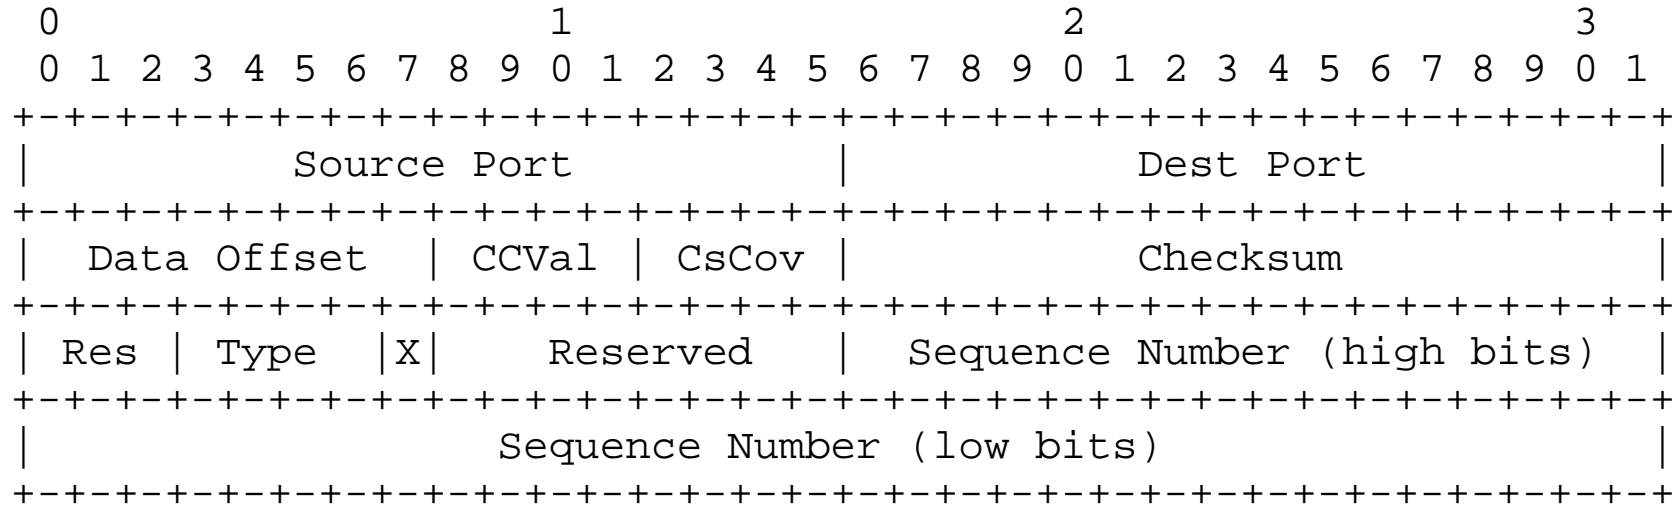 0                   1                   2                   3
 0 1 2 3 4 5 6 7 8 9 0 1 2 3 4 5 6 7 8 9 0 1 2 3 4 5 6 7 8 9 0 1
+-+-+-+-+-+-+-+-+-+-+-+-+-+-+-+-+-+-+-+-+-+-+-+-+-+-+-+-+-+-+-+-+
|          Source Port          |           Dest Port           |
+-+-+-+-+-+-+-+-+-+-+-+-+-+-+-+-+-+-+-+-+-+-+-+-+-+-+-+-+-+-+-+-+
|  Data Offset  | CCVal | CsCov |           Checksum            |
+-+-+-+-+-+-+-+-+-+-+-+-+-+-+-+-+-+-+-+-+-+-+-+-+-+-+-+-+-+-+-+-+
| Res | Type  |X|    Reserved   |  Sequence Number (high bits)  |
+-+-+-+-+-+-+-+-+-+-+-+-+-+-+-+-+-+-+-+-+-+-+-+-+-+-+-+-+-+-+-+-+
|                  Sequence Number (low bits)                   |
+-+-+-+-+-+-+-+-+-+-+-+-+-+-+-+-+-+-+-+-+-+-+-+-+-+-+-+-+-+-+-+-+